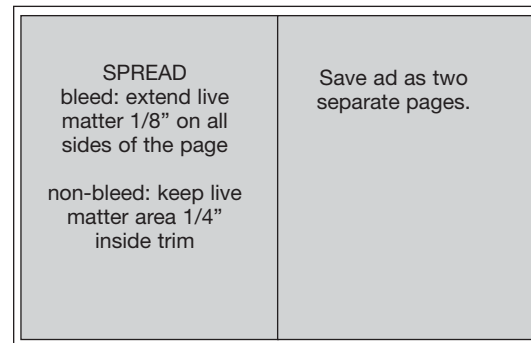 SPREAD
bleed: extend live
matter 1/8” on all
sides of the page
non-bleed: keep live
matter area 1/4”
inside trim
Save ad as two
separate pages.